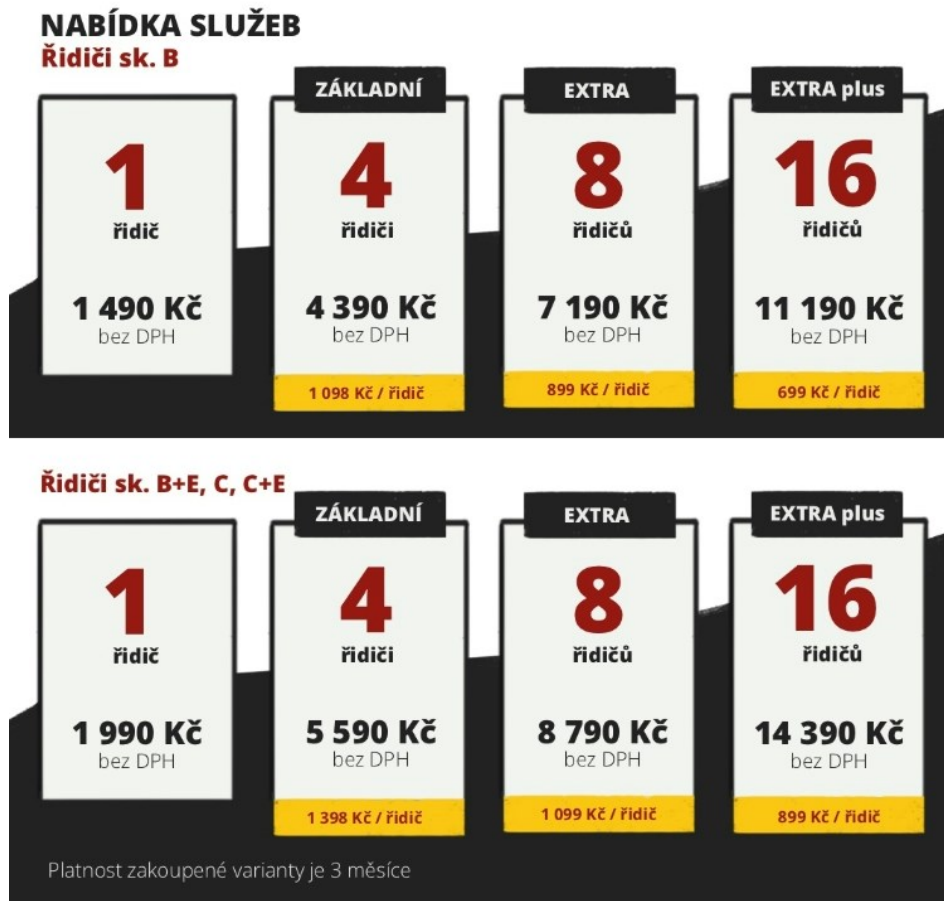 NABÍDKA SLUŽEB
Řidiči sk. B
1
řidič
1 490 Kč
bez DPH
ZÁKLADNÍ
4
řidiči
4 390 Kč
bez DPH
1 098 Kč / řidič
EXTRA
8
řidičů
7 190 Kč
bez DPH
899 Kč / řidič
EXTRA plus
16
řidičů
11 190 Kč
bez DPH
699 Kč / řidič
Řidiči sk. B+E, C, C+E
1
řidič
1 990 Kč
bez DPH
ZÁKLADNÍ
4
řidiči
5 590 Kč
bez DPH
1 398 Kč / řidič
EXTRA
8
řidičů
8 790 Kč
bez DPH
1 099 Kč / řidič
EXTRA plus
16
řidičů
14 390 Kč
bez DPH
899 Kč / řidič
Platnost zakoupené varianty je 3 měsíce